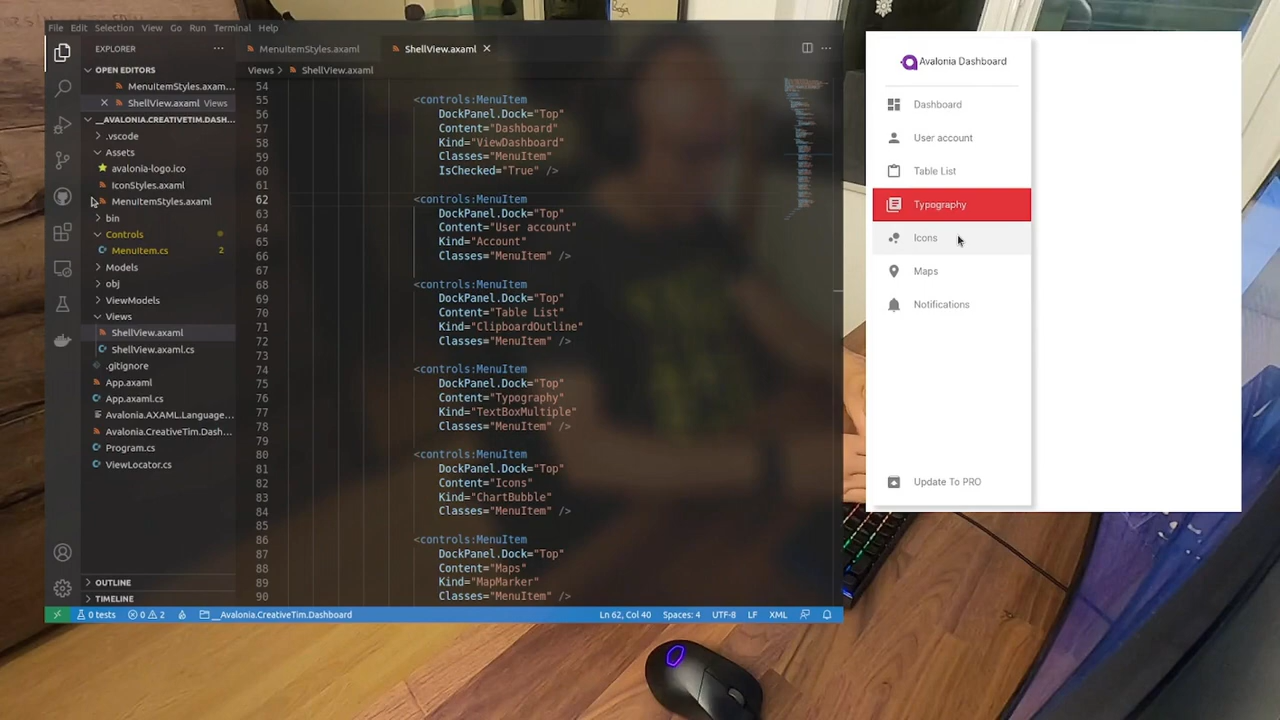 File Edit Selection View Go Run Terminal Help
EXPLORER
OPEN EDITORS
MenuItemStyles.axam...
ShellView.axaml Views
__AVALONIA.CREATIVETIM.DASH...
.vscode
Assets
avalonia-logo.ico
IconStyles.axaml
MenuItemStyles.axaml
bin
Controls
MenuItem.cs 2
Models
obj
ViewModels
Views
ShellView.axaml
ShellView.axaml.cs
.gitignore
App.axaml
App.axaml.cs
Avalonia.AXAML.Language...
Avalonia.CreativeTim.Dash...
Program.cs
ViewLocator.cs
OUTLINE
TIMELINE
MenuItemStyles.axaml
ShellView.axaml
Views > ShellView.axaml
54
55 <controls:MenuItem
56 DockPanel.Dock="Top"
57 Content="Dashboard"
58 Kind="ViewDashboard"
59 Classes="MenuItem"
60 IsChecked="True" />
61
62 <controls:MenuItem
63 DockPanel.Dock="Top"
64 Content="User account"
65 Kind="Account"
66 Classes="MenuItem" />
67
68 <controls:MenuItem
69 DockPanel.Dock="Top"
70 Content="Table List"
71 Kind="ClipboardOutline"
72 Classes="MenuItem" />
73
74 <controls:MenuItem
75 DockPanel.Dock="Top"
76 Content="Typography"
77 Kind="TextBoxMultiple"
78 Classes="MenuItem" />
79
80 <controls:MenuItem
81 DockPanel.Dock="Top"
82 Content="Icons"
83 Kind="ChartBubble"
84 Classes="MenuItem" />
85
86 <controls:MenuItem
87 DockPanel.Dock="Top"
88 Content="Maps"
89 Kind="MapMarker"
90 Classes="MenuItem" />
0 tests 0 2 __Avalonia.CreativeTim.Dashboard Ln 62, Col 40 Spaces: 4 UTF-8 LF XML
Avalonia Dashboard
Dashboard
User account
Table List
Typography
Icons
Maps
Notifications
Update To PRO